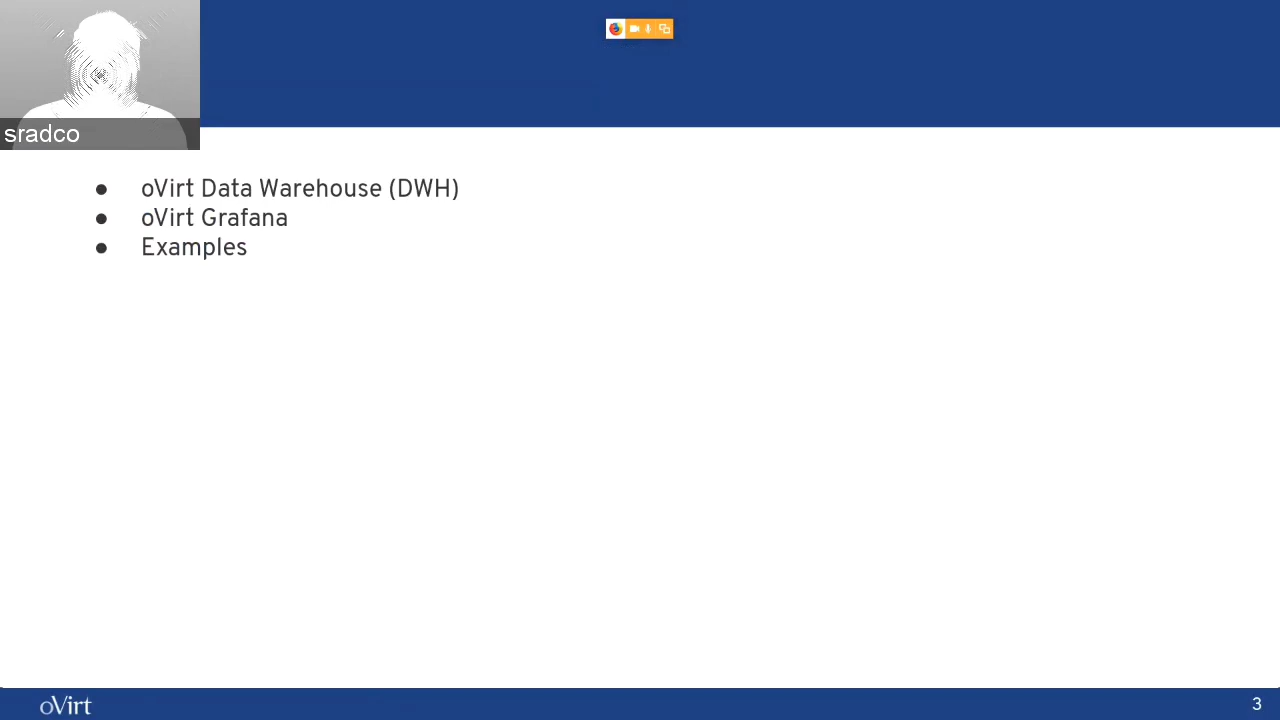 sradco
● oVirt Data Warehouse (DWH)
● oVirt Grafana
● Examples
oVirt
3